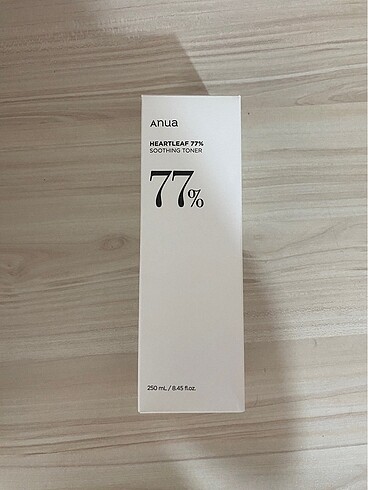 Anua
HEARTLEAF 77%
SOOTHING TONER
77%
250 mL / 8.45 fl.oz.